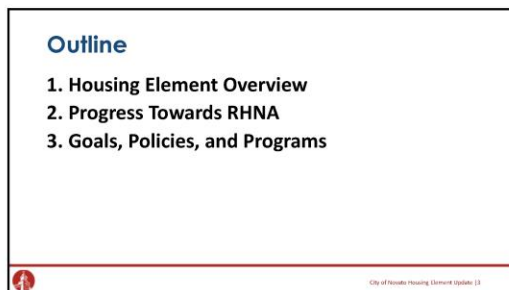 Outline
1. Housing Element Overview
2. Progress Towards RHNA
3. Goals, Policies, and Programs
City of Novato Housing Element Update |3